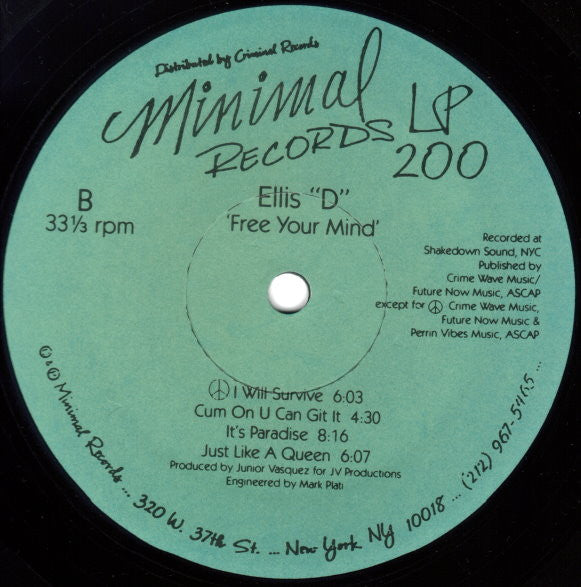 Distributed by Criminal Records
Minimal
RECORDS LP
200
B
33⅓ rpm
Ellis "D"
'Free Your Mind'
Recorded at
Shakedown Sound, NYC
Published by
Crime Wave Music/
Future Now Music, ASCAP
except for ☮ Crime Wave Music,
Future Now Music &
Perrin Vibes Music, ASCAP
☮ I Will Survive 6:03
Cum On U Can Git It 4:30
It's Paradise 8:16
Just Like A Queen 6:07
Produced by Junior Vasquez for JV Productions
Engineered by Mark Plati
© & ℗ Minimal Records ... 320 W. 37th St. ... New York NY 10018 ... (212) 967-5465 ...